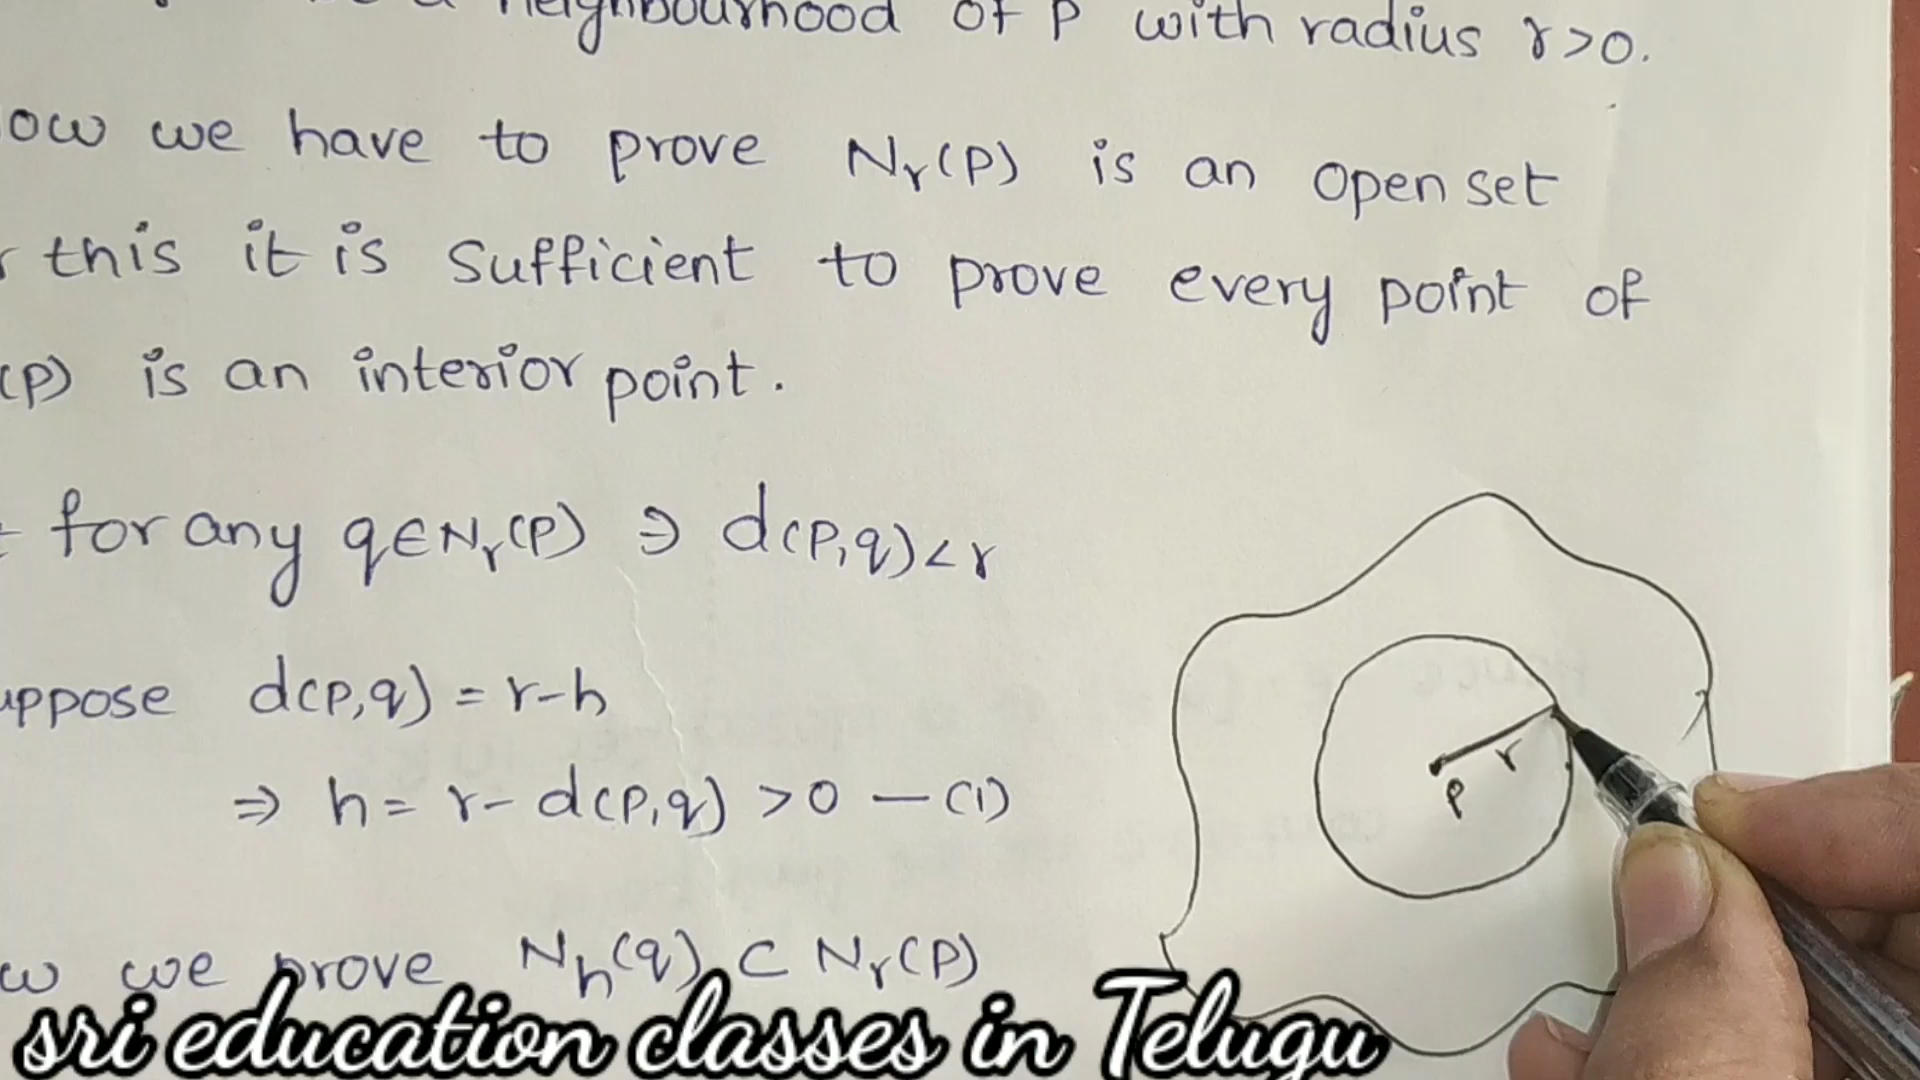 neighbourhood of P with radius r>0.
we have to prove Nr(P) is an open set
this it is sufficient to prove every point of
(P) is an interior point.
for any q∈Nr(P) ⇒ d(P,q)<r
d(P,q) = r-h
⇒ h = r- d(P,q) >0 — (1)
r
P
we prove Nh(q) ⊂ Nr(P)
sri education classes in Telugu